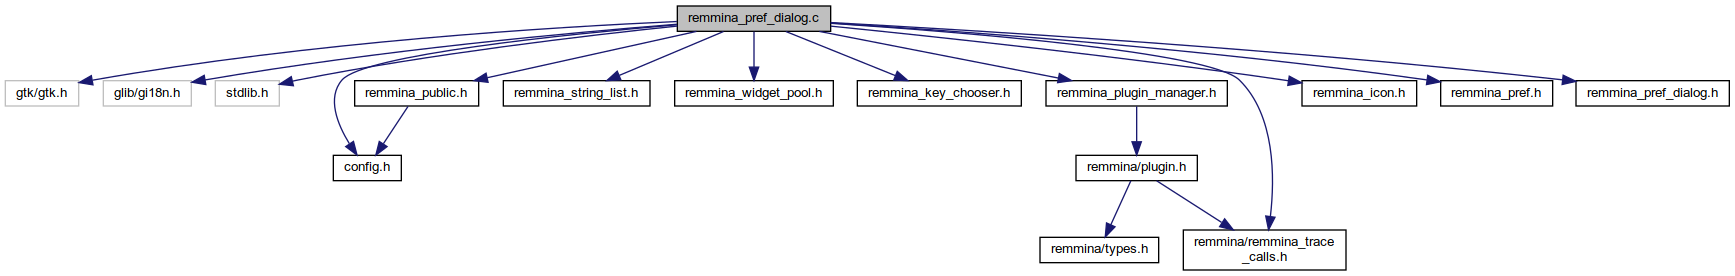 remmina_pref_dialog.c
gtk/gtk.h
glib/gi18n.h
stdlib.h
remmina_public.h
remmina_string_list.h
remmina_widget_pool.h
remmina_key_chooser.h
remmina_plugin_manager.h
remmina_icon.h
remmina_pref.h
remmina_pref_dialog.h
config.h
remmina/plugin.h
remmina/types.h
remmina/remmina_trace
_calls.h